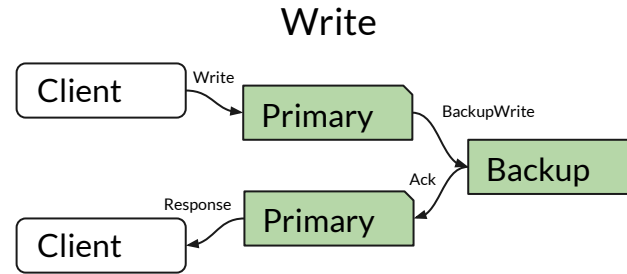 Write
Client
Write
Primary
BackupWrite
Backup
Ack
Primary
Response
Client